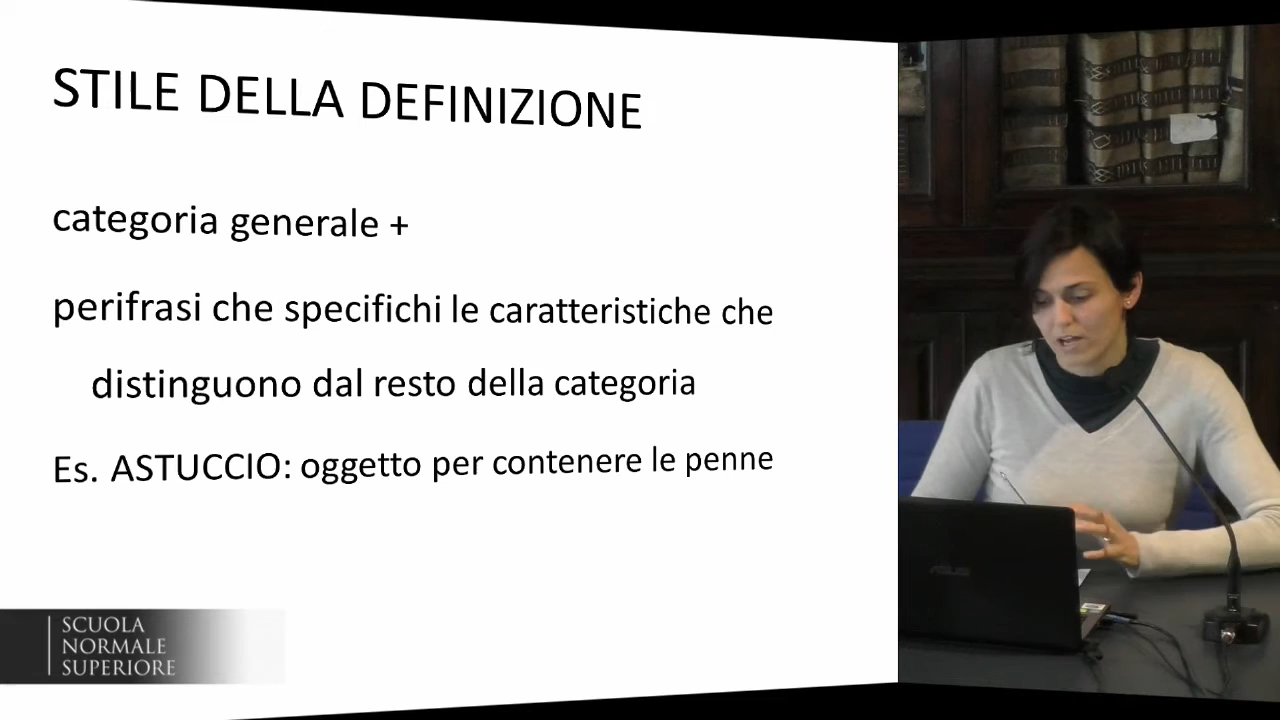 STILE DELLA DEFINIZIONE
categoria generale +
perifrasi che specifichi le caratteristiche che
distinguono dal resto della categoria
Es. ASTUCCIO: oggetto per contenere le penne
SCUOLA
NORMALE
SUPERIORE
ASUS